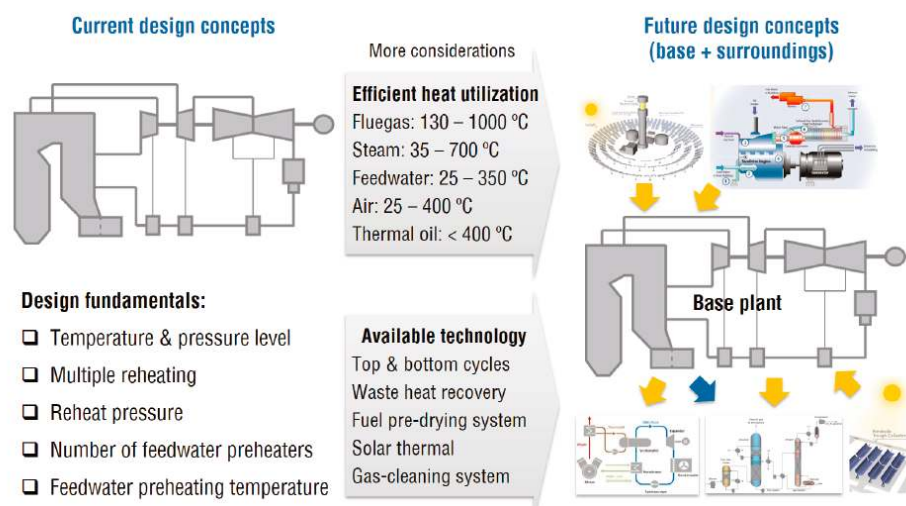 Current design concepts
More considerations
Future design concepts
(base + surroundings)
Efficient heat utilization
Fluegas: 130 – 1000 ºC
Steam: 35 – 700 ºC
Feedwater: 25 – 350 ºC
Air: 25 – 400 ºC
Thermal oil: < 400 ºC
Base plant
Design fundamentals:
Temperature & pressure level
Multiple reheating
Reheat pressure
Number of feedwater preheaters
Feedwater preheating temperature
Available technology
Top & bottom cycles
Waste heat recovery
Fuel pre-drying system
Solar thermal
Gas-cleaning system